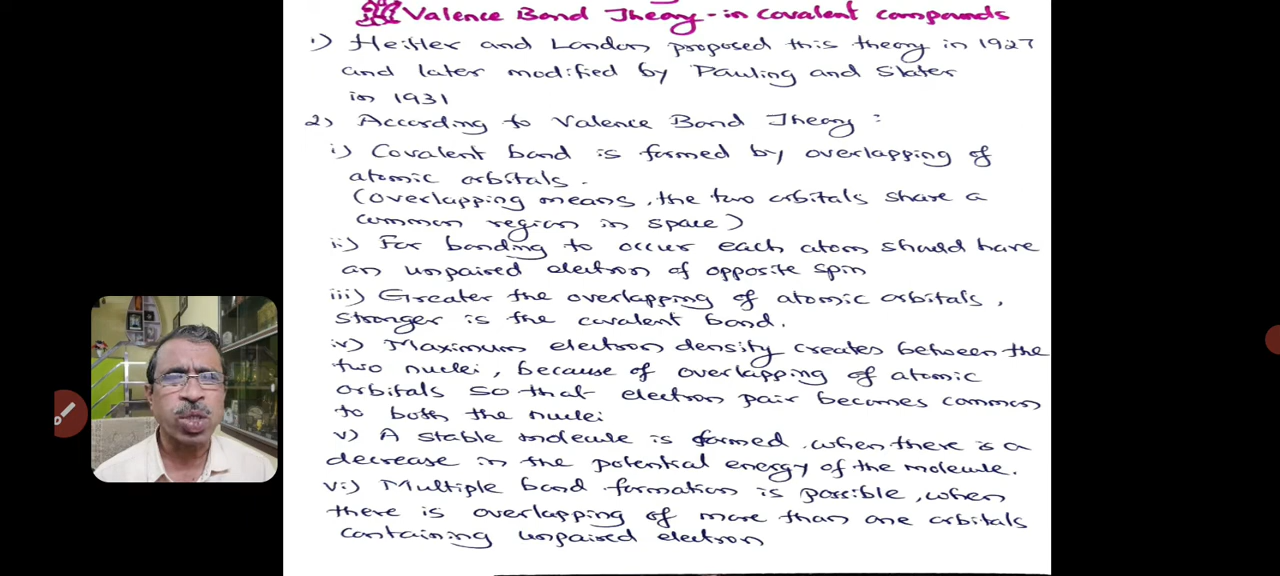 Valence Bond Theory - in covalent compounds
1) Heitler and London proposed this theory in 1927
and later modified by Pauling and Slater
in 1931
2) According to Valence Bond Theory :
i) Covalent bond is formed by overlapping of
atomic orbitals.
(overlapping means, the two orbitals share a
common region in space)
ii) For bonding to occur each atom should have
an unpaired electron of opposite spin
iii) Greater the overlapping of atomic orbitals,
stronger is the covalent bond.
iv) Maximum electron density creates between the
two nuclei, because of overlapping of atomic
orbitals so that electron pair becomes common
to both the nuclei
v) A stable molecule is formed, when there is a
decrease in the potential energy of the molecule.
vi) Multiple bond formation is possible, when
there is overlapping of more than one orbitals
containing unpaired electron